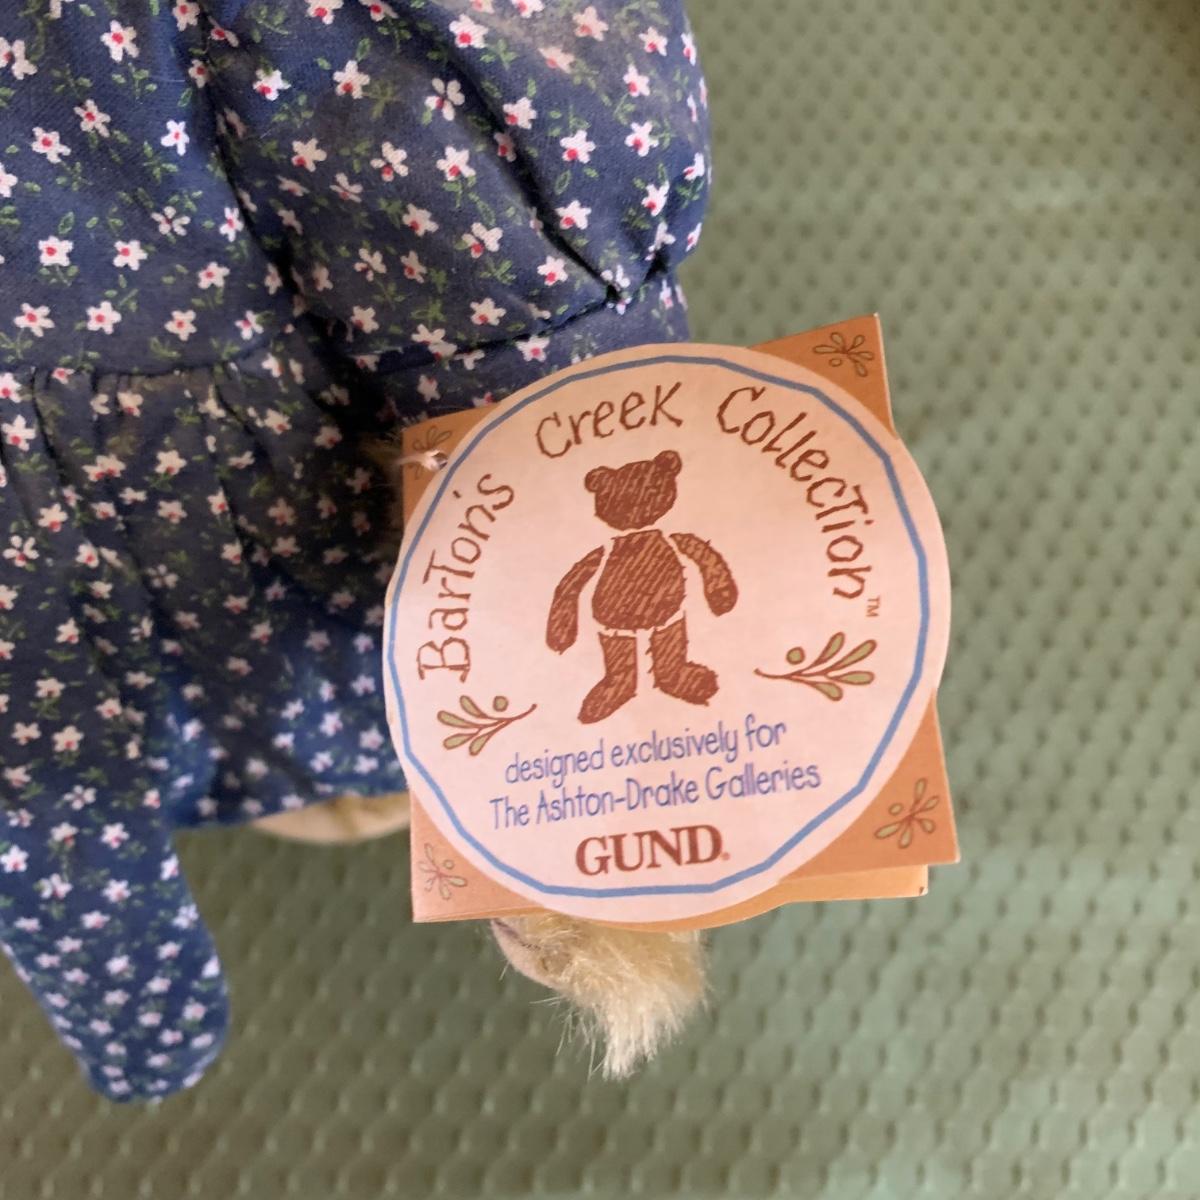 Barton's Creek Collection™
designed exclusively for
The Ashton-Drake Galleries
GUND®